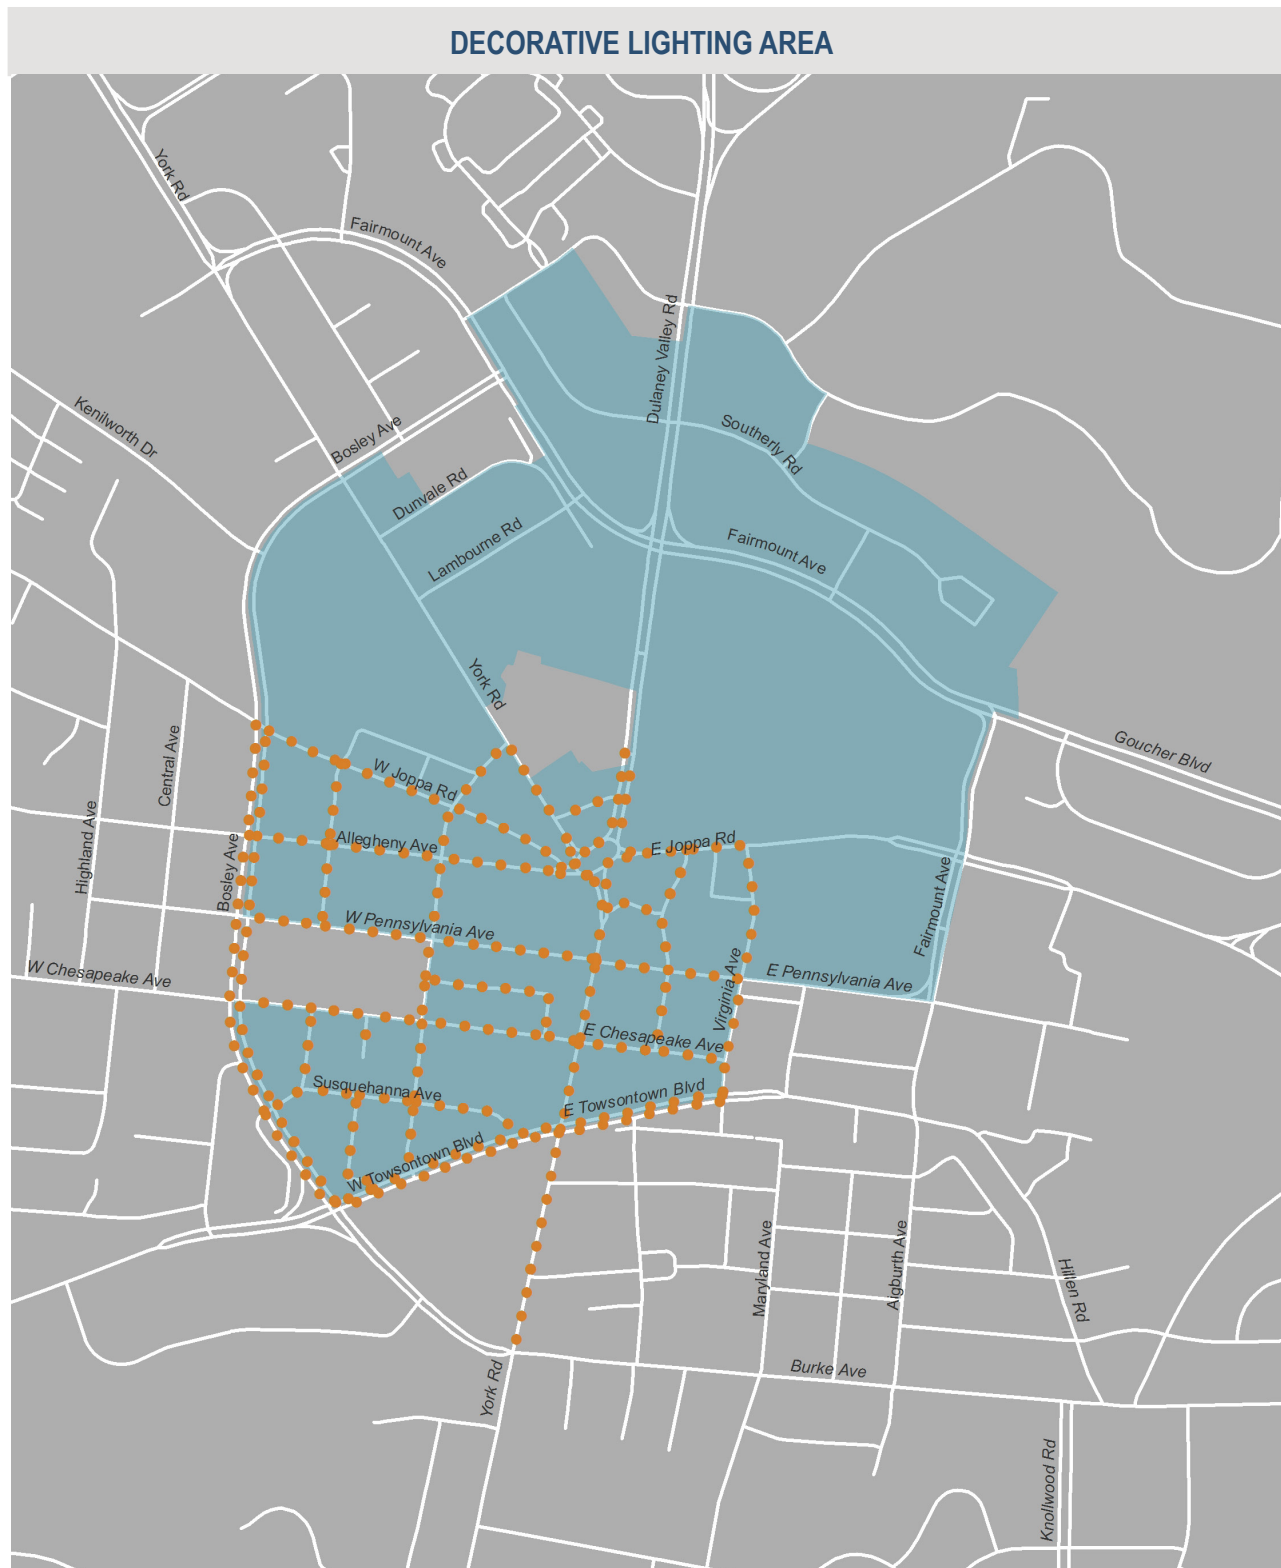 DECORATIVE LIGHTING AREA
York Rd
Fairmount Ave
Dulaney Valley Rd
Kenilworth Dr
Bosley Ave
Southerly Rd
Dunvale Rd
Lambourne Rd
Fairmount Ave
York Rd
Goucher Blvd
Central Ave
W Joppa Rd
Highland Ave
Allegheny Ave
E Joppa Rd
Bosley Ave
Fairmount Ave
W Pennsylvania Ave
W Chesapeake Ave
E Pennsylvania Ave
Virginia Ave
E Chesapeake Ave
Susquehanna Ave
E Towsontown Blvd
W Towsontown Blvd
Maryland Ave
Aigburth Ave
Hillen Rd
York Rd
Burke Ave
Knollwood Rd